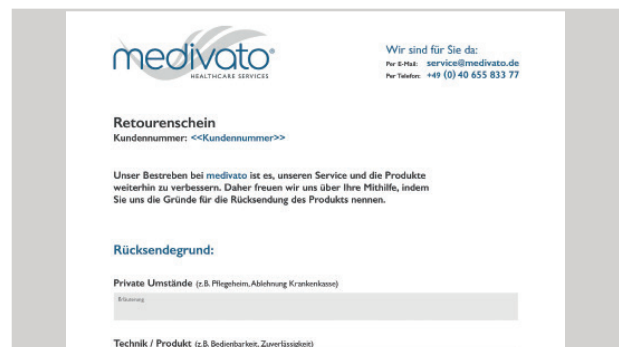 medivato®
HEALTHCARE SERVICES
Wir sind für Sie da:
Per E-Mail: service@medivato.de
Per Telefon: +49 (0) 40 655 833 77
Retourenschein
Kundennummer: <<Kundennummer>>
Unser Bestreben bei medivato ist es, unseren Service und die Produkte
weiterhin zu verbessern. Daher freuen wir uns über Ihre Mithilfe, indem
Sie uns die Gründe für die Rücksendung des Produkts nennen.
Rücksendegrund:
Private Umstände (z.B. Pflegeheim, Ablehnung Krankenkasse)
Erläuterung
Technik / Produkt (z.B. Bedienbarkeit, Zuverlässigkeit)